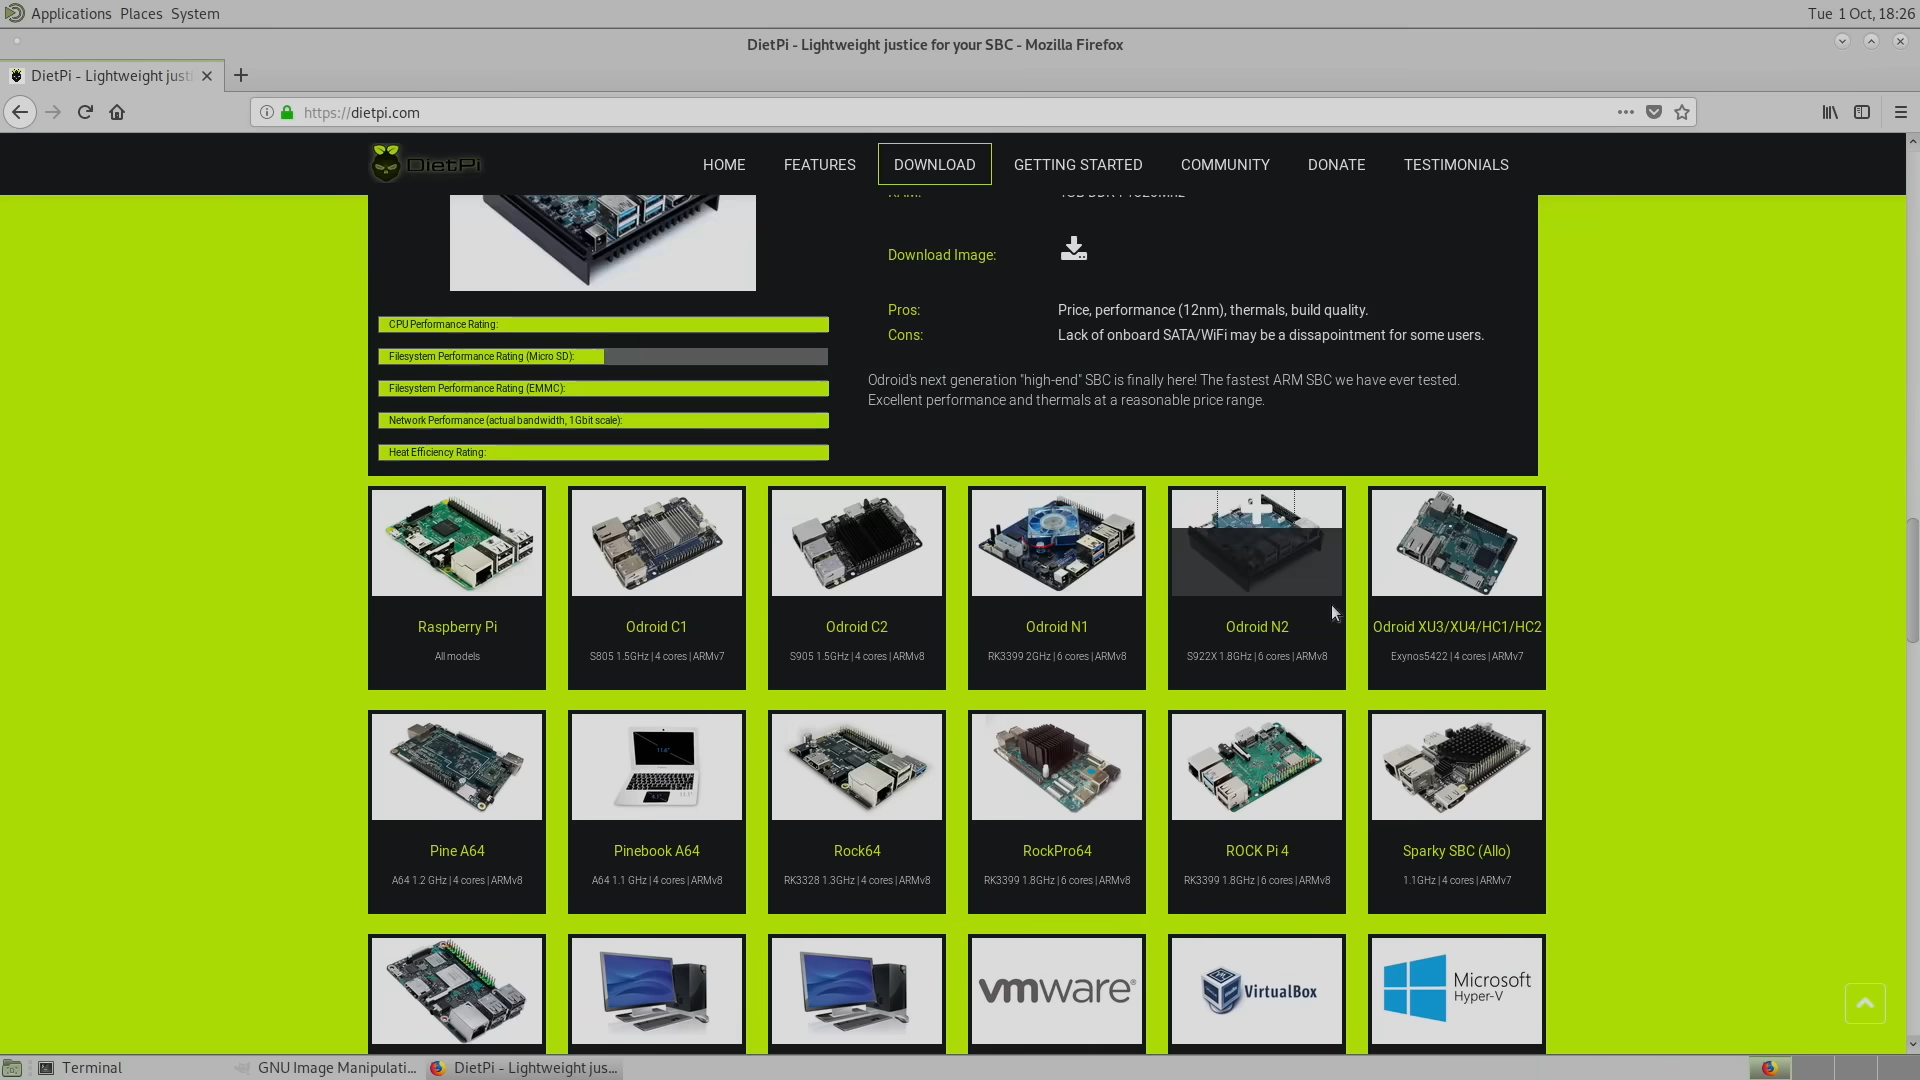 Applications Places System
Tue 1 Oct, 18:26
DietPi - Lightweight justice for your SBC - Mozilla Firefox
DietPi - Lightweight justi
https://dietpi.com
DietPi
HOME FEATURES DOWNLOAD GETTING STARTED COMMUNITY DONATE TESTIMONIALS
Download Image:
Pros: Price, performance (12nm), thermals, build quality.
Cons: Lack of onboard SATA/WiFi may be a dissapointment for some users.
CPU Performance Rating:
Filesystem Performance Rating (Micro SD):
Filesystem Performance Rating (EMMC):
Network Performance (actual bandwidth, 1Gbit scale):
Heat Efficiency Rating:
Odroid's next generation "high-end" SBC is finally here! The fastest ARM SBC we have ever tested.
Excellent performance and thermals at a reasonable price range.
Raspberry Pi
All models
Odroid C1
S805 1.5GHz | 4 cores | ARMv7
Odroid C2
S905 1.5GHz | 4 cores | ARMv8
Odroid N1
RK3399 2GHz | 6 cores | ARMv8
Odroid N2
S922X 1.8GHz | 6 cores | ARMv8
Odroid XU3/XU4/HC1/HC2
Exynos5422 | 4 cores | ARMv7
Pine A64
A64 1.2 GHz | 4 cores | ARMv8
Pinebook A64
A64 1.1 GHz | 4 cores | ARMv8
Rock64
RK3328 1.3GHz | 4 cores | ARMv8
RockPro64
RK3399 1.8GHz | 6 cores | ARMv8
ROCK Pi 4
RK3399 1.8GHz | 6 cores | ARMv8
Sparky SBC (Allo)
1.1GHz | 4 cores | ARMv7
vmware
VirtualBox
Microsoft
Hyper-V
Terminal
GNU Image Manipulati...
DietPi - Lightweight jus...